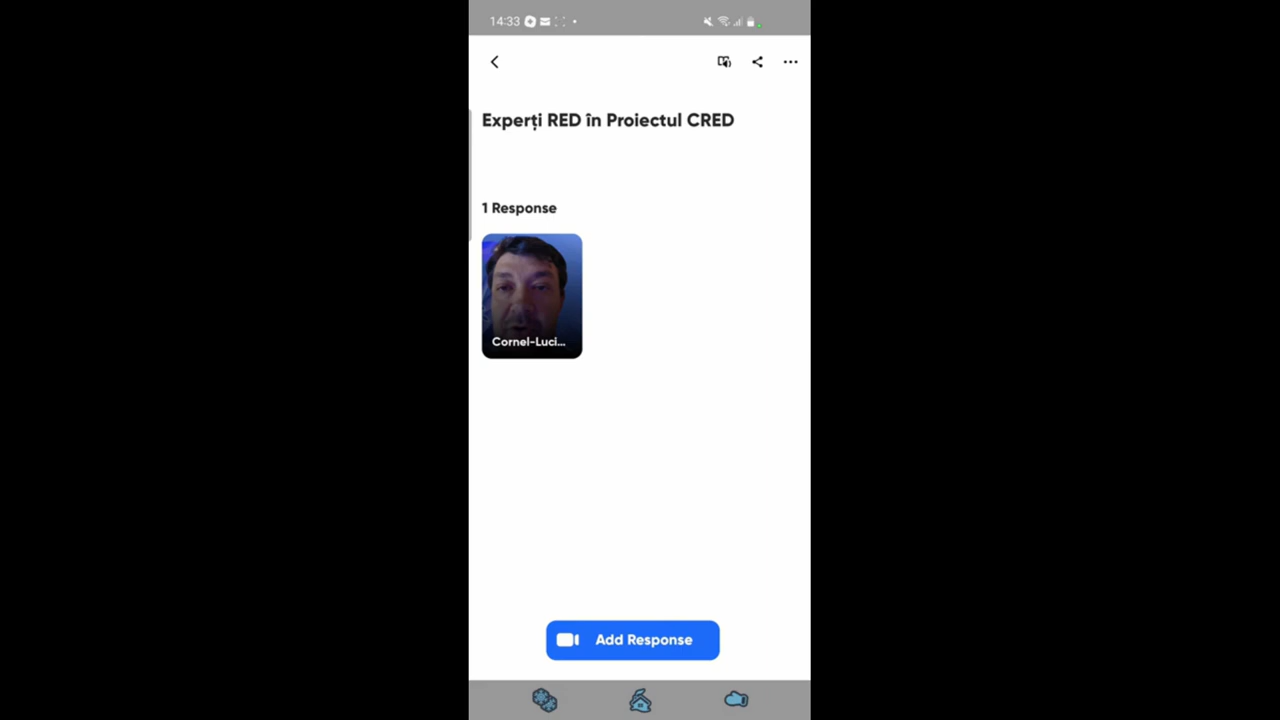 14:33
Experți RED în Proiectul CRED
1 Response
Cornel-Luci...
Add Response